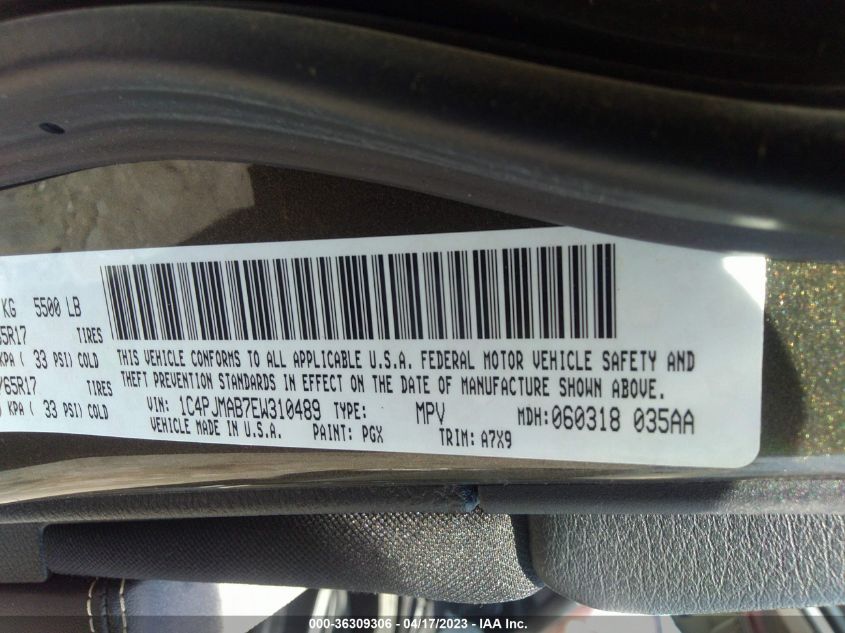 KG 5500 LB
5R17 TIRES
KPA ( 33 PSI) COLD
/65R17 TIRES
KPA ( 33 PSI) COLD
THIS VEHICLE CONFORMS TO ALL APPLICABLE U.S.A. FEDERAL MOTOR VEHICLE SAFETY AND
THEFT PREVENTION STANDARDS IN EFFECT ON THE DATE OF MANUFACTURE SHOWN ABOVE.
VIN: 1C4PJMAB7EW310489 TYPE: MPV MDH:060318 035AA
VEHICLE MADE IN U.S.A. PAINT: PGX TRIM: A7X9
000-36309306 - 04/17/2023 - IAA Inc.